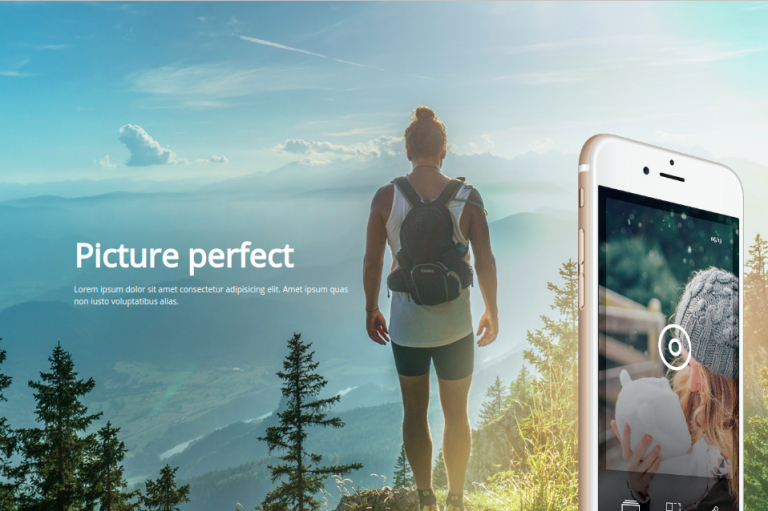 Picture perfect
Lorem ipsum dolor sit amet consectetur adipisicing elit. Amet ipsum quas
non iusto voluptatibus alias.